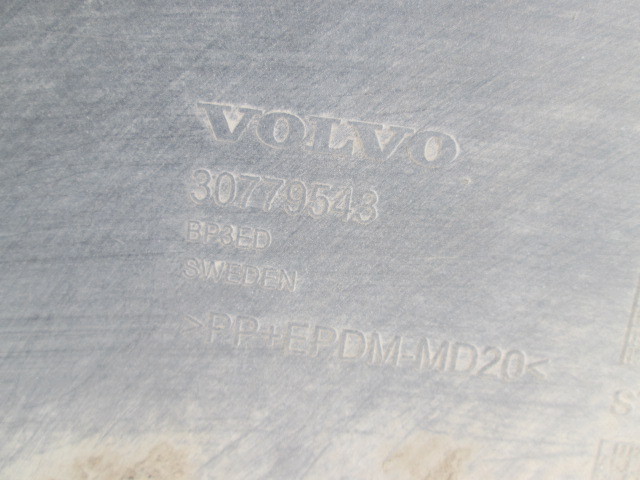 VOLVO
30779543
BP3ED
SWEDEN
>PP+EPDM-MD20<